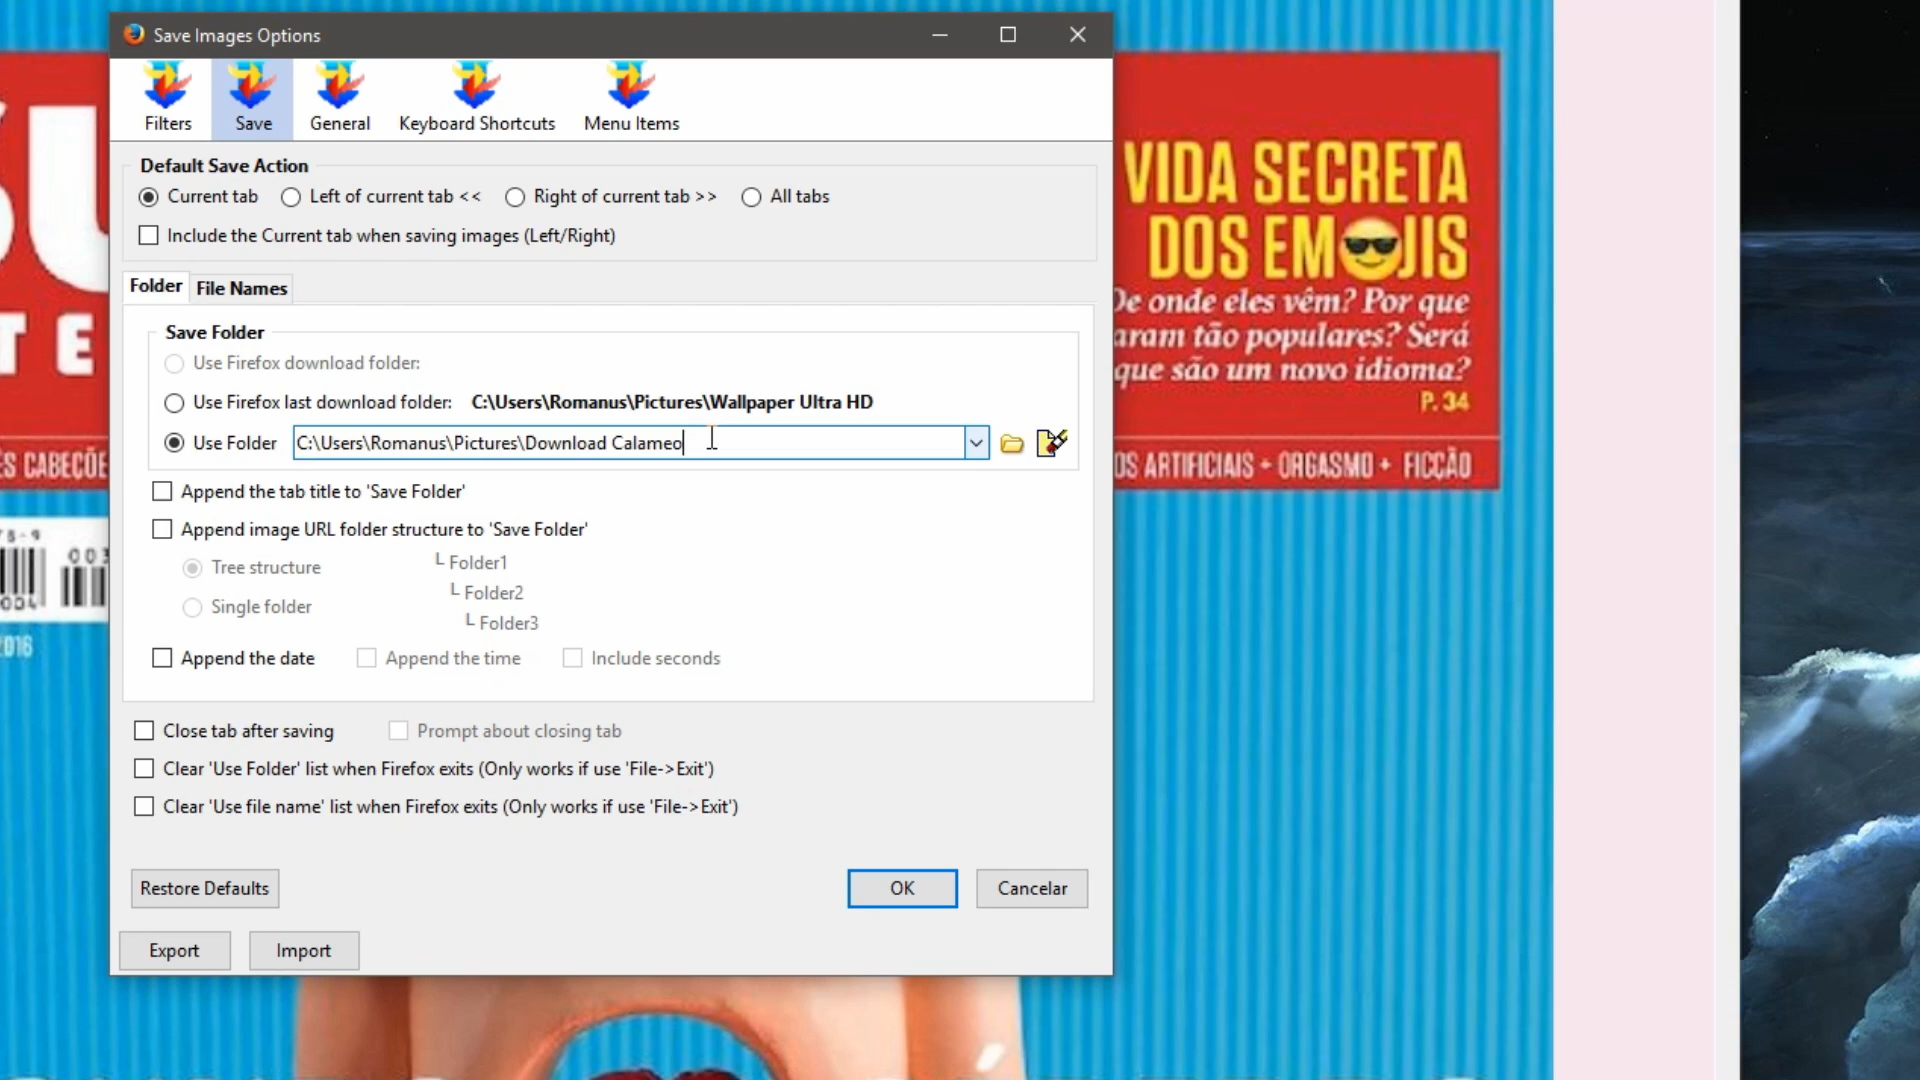 Save Images Options
Filters
Save
General
Keyboard Shortcuts
Menu Items
Default Save Action
Current tab
Left of current tab <<
Right of current tab >>
All tabs
Include the Current tab when saving images (Left/Right)
Folder
File Names
Save Folder
Use Firefox download folder:
Use Firefox last download folder: C:\Users\Romanus\Pictures\Wallpaper Ultra HD
Use Folder C:\Users\Romanus\Pictures\Download Calameo
Append the tab title to 'Save Folder'
Append image URL folder structure to 'Save Folder'
Tree structure
Single folder
Folder1
Folder2
Folder3
Append the date
Append the time
Include seconds
Close tab after saving
Prompt about closing tab
Clear 'Use Folder' list when Firefox exits (Only works if use 'File->Exit')
Clear 'Use file name' list when Firefox exits (Only works if use 'File->Exit')
Restore Defaults
OK
Cancelar
Export
Import
VIDA SECRETA
DOS EMOJIS
De onde eles vêm? Por que
aram tão populares? Será
que são um novo idioma?
P. 34
OS ARTIFICIAIS + ORGASMO + FICÇÃO
TE
2016